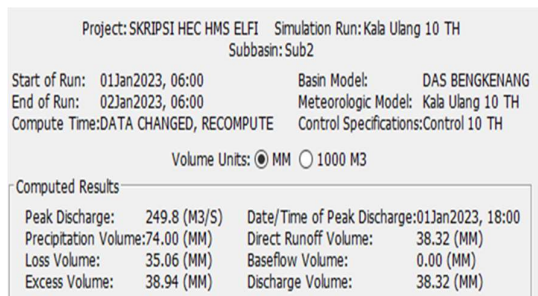 Project: SKRIPSI HEC HMS ELFI Simulation Run: Kala Ulang 10 TH
Subbasin: Sub2
Start of Run: 01Jan2023, 06:00 Basin Model: DAS BENGKENANG
End of Run: 02Jan2023, 06:00 Meteorologic Model: Kala Ulang 10 TH
Compute Time:DATA CHANGED, RECOMPUTE Control Specifications:Control 10 TH
Volume Units: MM 1000 M3
Computed Results
Peak Discharge: 249.8 (M3/S) Date/Time of Peak Discharge:01Jan2023, 18:00
Precipitation Volume:74.00 (MM) Direct Runoff Volume: 38.32 (MM)
Loss Volume: 35.06 (MM) Baseflow Volume: 0.00 (MM)
Excess Volume: 38.94 (MM) Discharge Volume: 38.32 (MM)